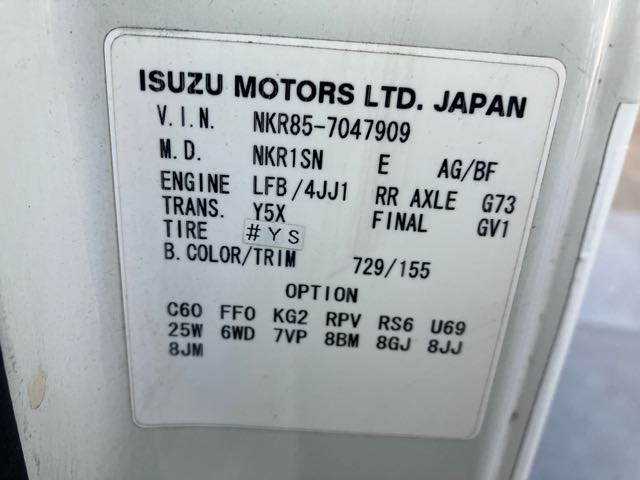 ISUZU MOTORS LTD. JAPAN
V.I.N. NKR85-7047909
M.D. NKR1SN E AG/BF
ENGINE LFB/4JJ1 RR AXLE G73
TRANS. Y5X FINAL GV1
TIRE #YS
B.COLOR/TRIM 729/155
OPTION
C60 FF0 KG2 RPV RS6 U69
25W 6WD 7VP 8BM 8GJ 8JJ
8JM